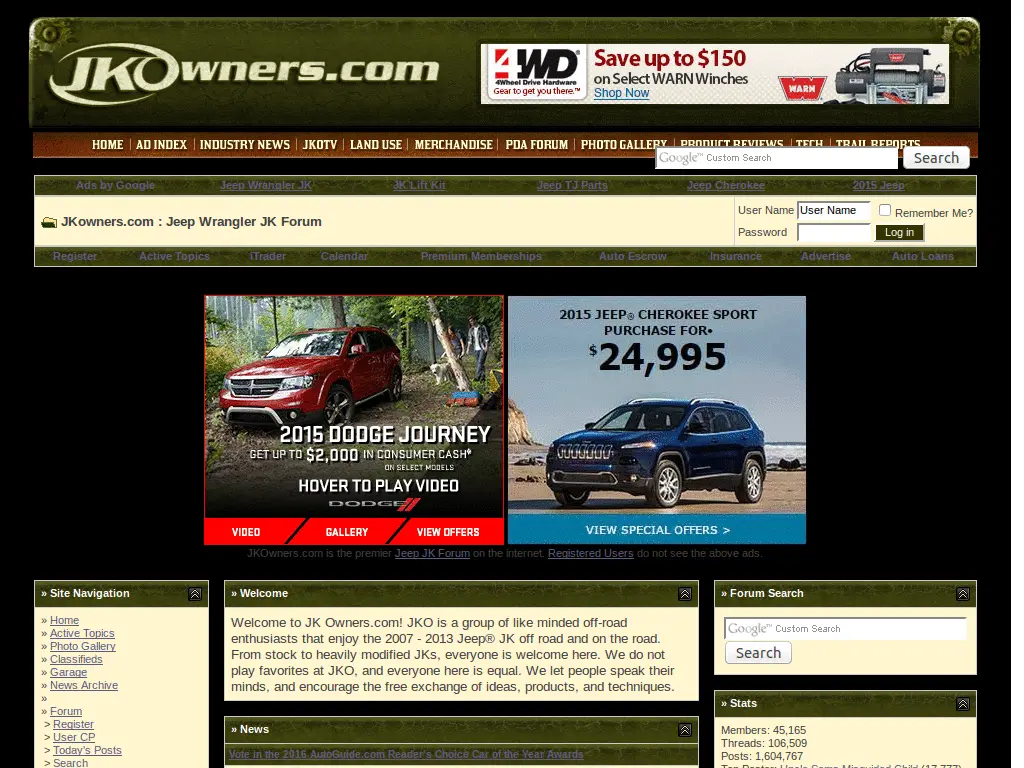 JKOwners.com
4WD
4Wheel Drive Hardware
Gear to get you there.™
Save up to $150
on Select WARN Winches
Shop Now
WARN
HOME AD INDEX INDUSTRY NEWS JKOTV LAND USE MERCHANDISE PDA FORUM PHOTO GALLERY PRODUCT REVIEWS TECH TRAIL REPORTS
Google™ Custom Search Search
Ads by Google Jeep Wrangler JK JK Lift Kit Jeep TJ Parts Jeep Cherokee 2015 Jeep
JKowners.com : Jeep Wrangler JK Forum
User Name User Name Remember Me?
Password Log in
Register Active Topics iTrader Calendar Premium Memberships Auto Escrow Insurance Advertise Auto Loans
2015 DODGE JOURNEY
GET UP TO $2,000 IN CONSUMER CASH*
ON SELECT MODELS
HOVER TO PLAY VIDEO
DODGE
VIDEO GALLERY VIEW OFFERS
2015 JEEP® CHEROKEE SPORT
PURCHASE FOR•
$24,995
VIEW SPECIAL OFFERS >
JKOwners.com is the premier Jeep JK Forum on the internet. Registered Users do not see the above ads.
» Site Navigation
» Home
» Active Topics
» Photo Gallery
» Classifieds
» Garage
» News Archive
»
» Forum
> Register
> User CP
> Today's Posts
> Search
» Welcome
Welcome to JK Owners.com! JKO is a group of like minded off-road
enthusiasts that enjoy the 2007 - 2013 Jeep® JK off road and on the road.
From stock to heavily modified JKs, everyone is welcome here. We do not
play favorites at JKO, and everyone here is equal. We let people speak their
minds, and encourage the free exchange of ideas, products, and techniques.
» News
Vote in the 2016 AutoGuide.com Reader's Choice Car of the Year Awards
» Forum Search
Google™ Custom Search
Search
» Stats
Members: 45,165
Threads: 106,509
Posts: 1,604,767
Top Poster: Uncle Sams Misguided Child (17,777)